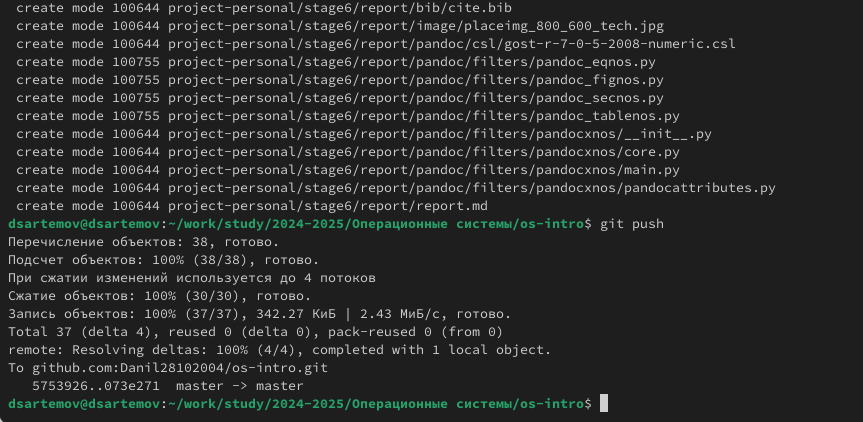 create mode 100644 project-personal/stage6/report/bib/cite.bib
create mode 100644 project-personal/stage6/report/image/placeimg_800_600_tech.jpg
create mode 100644 project-personal/stage6/report/pandoc/csl/gost-r-7-0-5-2008-numeric.csl
create mode 100755 project-personal/stage6/report/pandoc/filters/pandoc_eqnos.py
create mode 100755 project-personal/stage6/report/pandoc/filters/pandoc_fignos.py
create mode 100755 project-personal/stage6/report/pandoc/filters/pandoc_secnos.py
create mode 100755 project-personal/stage6/report/pandoc/filters/pandoc_tablenos.py
create mode 100644 project-personal/stage6/report/pandoc/filters/pandocxnos/__init__.py
create mode 100644 project-personal/stage6/report/pandoc/filters/pandocxnos/core.py
create mode 100644 project-personal/stage6/report/pandoc/filters/pandocxnos/main.py
create mode 100644 project-personal/stage6/report/pandoc/filters/pandocxnos/pandocattributes.py
create mode 100644 project-personal/stage6/report/report.md
dsartemov@dsartemov:~/work/study/2024-2025/Операционные системы/os-intro$ git push
Перечисление объектов: 38, готово.
Подсчет объектов: 100% (38/38), готово.
При сжатии изменений используется до 4 потоков
Сжатие объектов: 100% (30/30), готово.
Запись объектов: 100% (37/37), 342.27 КиБ | 2.43 МиБ/с, готово.
Total 37 (delta 4), reused 0 (delta 0), pack-reused 0 (from 0)
remote: Resolving deltas: 100% (4/4), completed with 1 local object.
To github.com:Danil28102004/os-intro.git
5753926..073e271 master -> master
dsartemov@dsartemov:~/work/study/2024-2025/Операционные системы/os-intro$